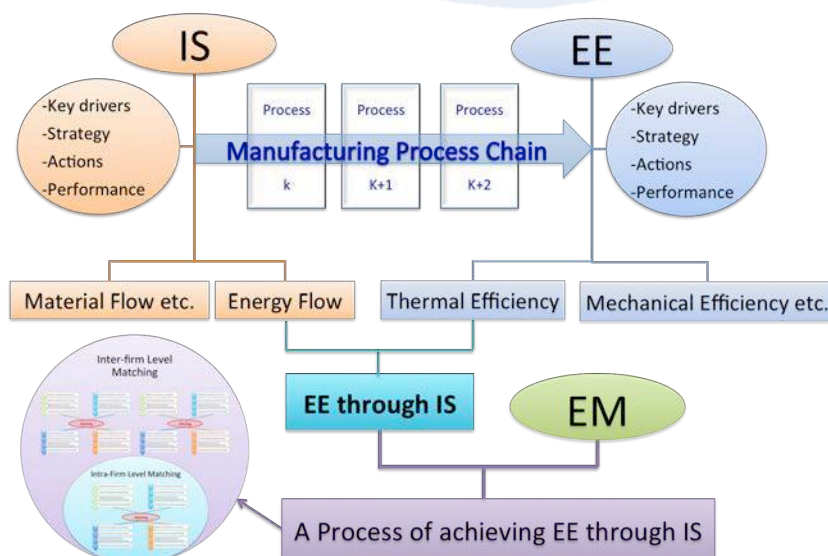 IS
EE
-Key drivers
-Strategy
-Actions
-Performance
Process
Process
Process
Manufacturing Process Chain
k
K+1
K+2
-Key drivers
-Strategy
-Actions
-Performance
Material Flow etc.
Energy Flow
Thermal Efficiency
Mechanical Efficiency etc.
Inter-firm Level
Matching
EE through IS
EM
Intra-Firm Level Matching
A Process of achieving EE through IS